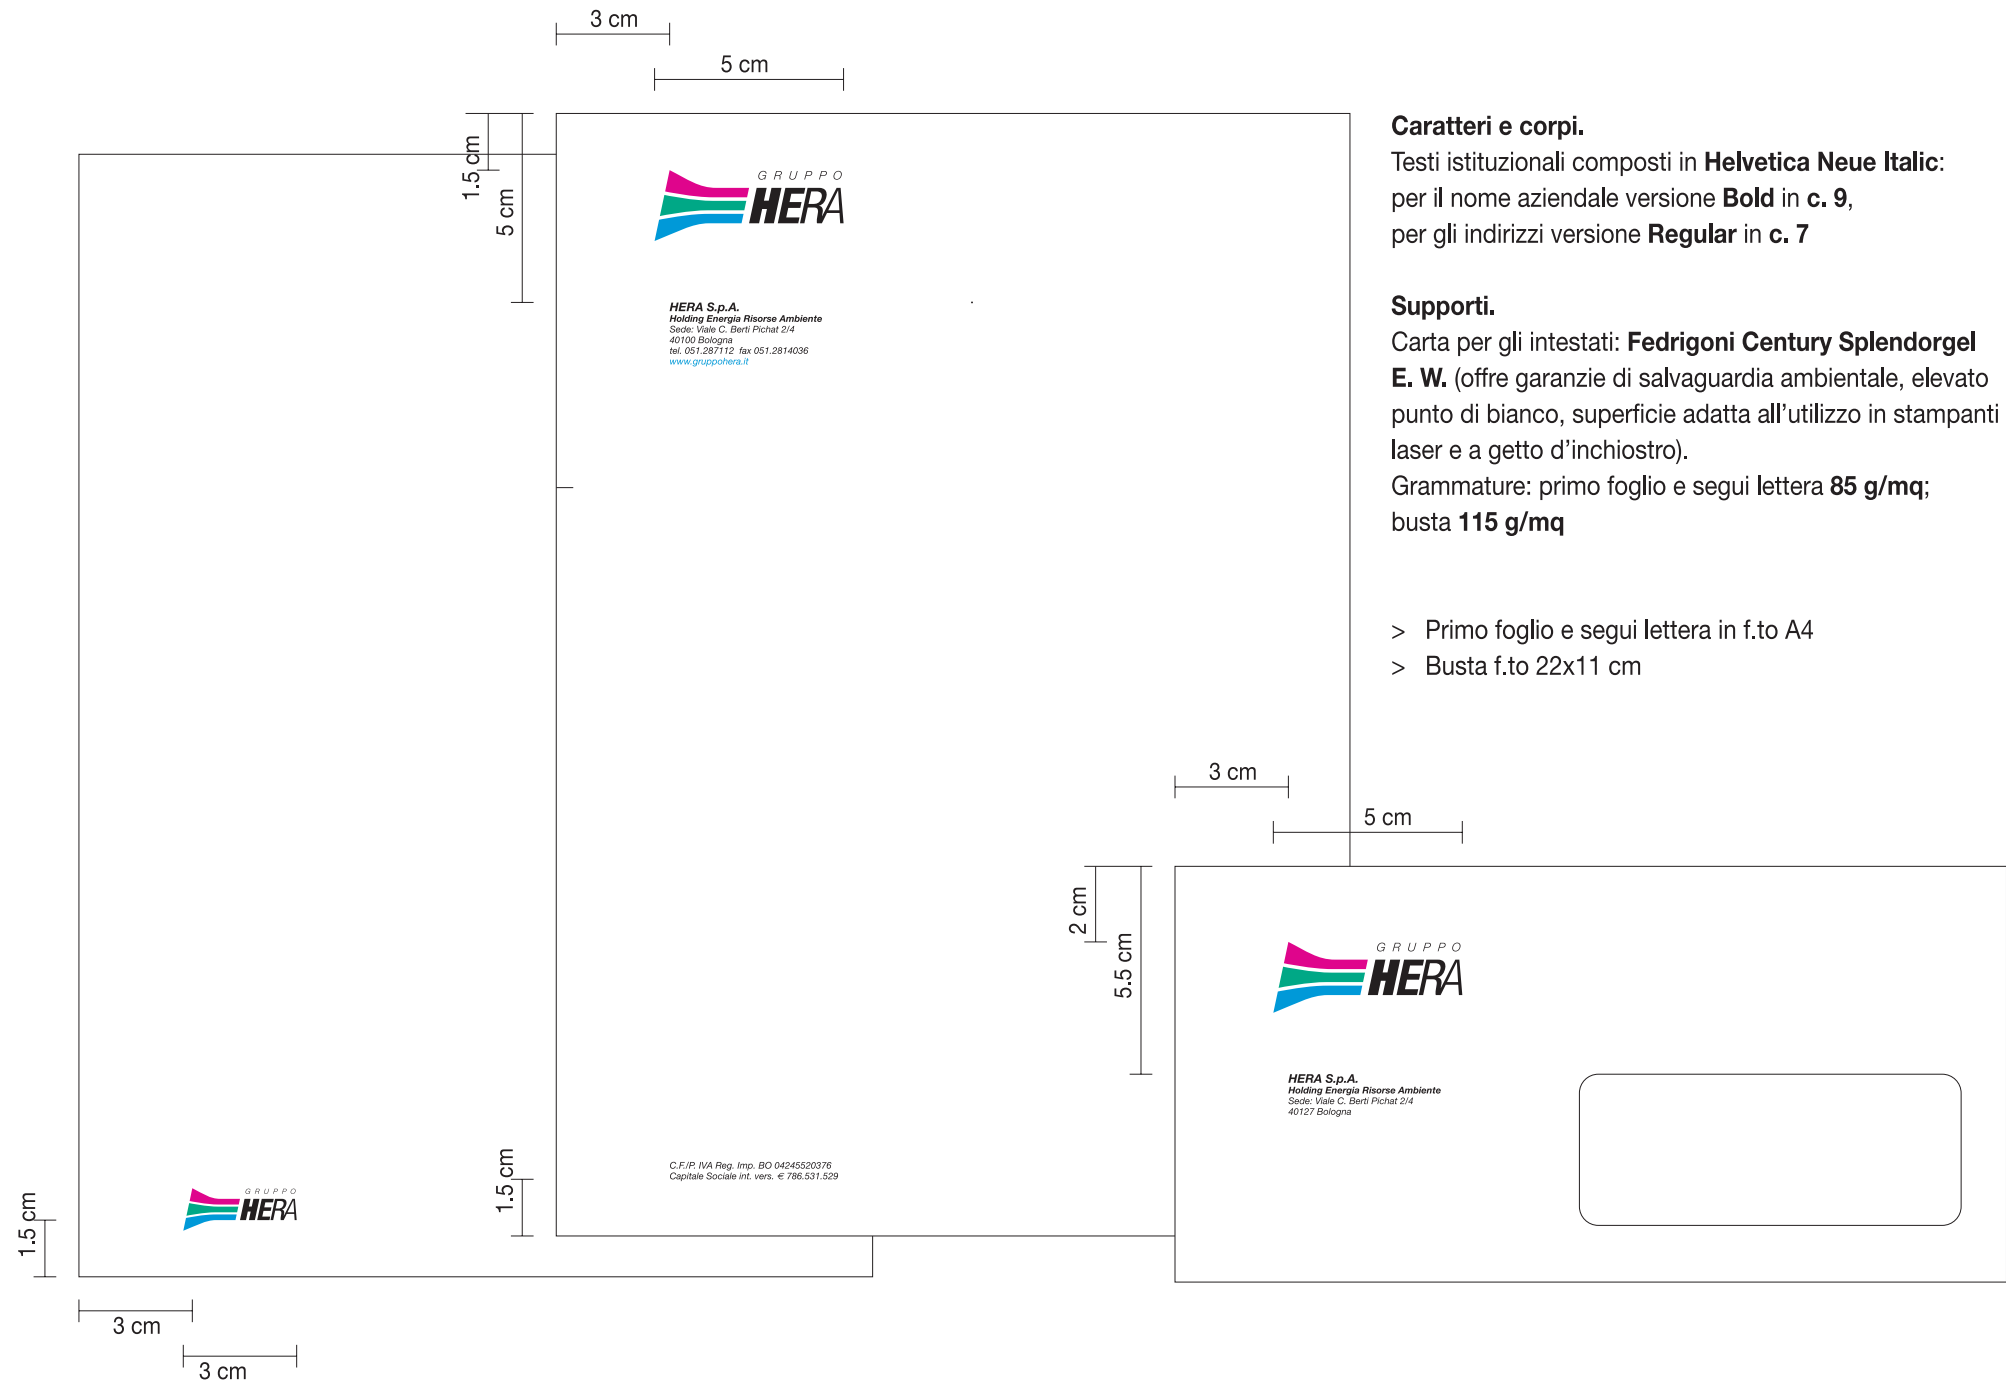 3 cm
5 cm
1.5 cm
5 cm
GRUPPO
HERA
HERA S.p.A.
Holding Energia Risorse Ambiente
Sede: Viale C. Berti Pichat 2/4
40100 Bologna
tel. 051.287112 fax 051.2814036
www.gruppohera.it
C.F./P. IVA Reg. Imp. BO 04245520376
Capitale Sociale int. vers. € 786.531.529
1.5 cm
GRUPPO
HERA
1.5 cm
3 cm
3 cm
Caratteri e corpi.
Testi istituzionali composti in Helvetica Neue Italic:
per il nome aziendale versione Bold in c. 9,
per gli indirizzi versione Regular in c. 7
Supporti.
Carta per gli intestati: Fedrigoni Century Splendorgel
E. W. (offre garanzie di salvaguardia ambientale, elevato
punto di bianco, superficie adatta all’utilizzo in stampanti
laser e a getto d’inchiostro).
Grammature: primo foglio e segui lettera 85 g/mq;
busta 115 g/mq
> Primo foglio e segui lettera in f.to A4
> Busta f.to 22x11 cm
3 cm
5 cm
2 cm
5.5 cm
GRUPPO
HERA
HERA S.p.A.
Holding Energia Risorse Ambiente
Sede: Viale C. Berti Pichat 2/4
40127 Bologna